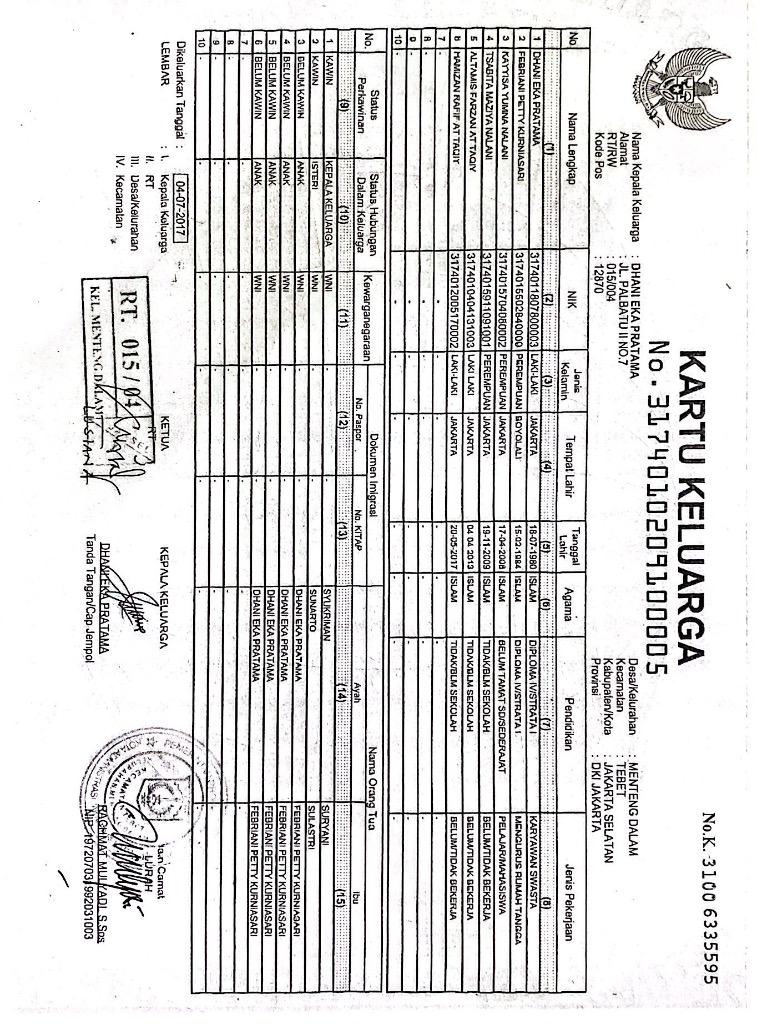 No.K. 3100 6335595
KARTU KELUARGA
No. 3174010209100005
Nama Kepala Keluarga : DHANI EKA PRATAMA
Alamat : JL. PALBATU II NO.7
RT/RW : 015/004
Kode Pos : 12870
Desa/Kelurahan : MENTENG DALAM
Kecamatan : TEBET
Kabupaten/Kota : JAKARTA SELATAN
Provinsi : DKI JAKARTA
No. Nama Lengkap NIK Jenis Kelamin Tempat Lahir Tanggal Lahir Agama Pendidikan Jenis Pekerjaan
(1) (2) (3) (4) (5) (6) (7) (8)
1 DHANI EKA PRATAMA 3174011807800003 LAKI-LAKI JAKARTA 18-07-1980 ISLAM DIPLOMA IV/STRATA I KARYAWAN SWASTA
2 FEBRIANI PETTY KURNIASARI PEREMPUAN BOYOLALI ISLAM DIPLOMA IV/STRATA I MENGURUS RUMAH TANGGA
3 KAYYISA YUMNA NALANI 3174015704080002 PEREMPUAN JAKARTA 17-04-2008 ISLAM BELUM TAMAT SD/SEDERAJAT PELAJAR/MAHASISWA
4 TSABITA MAZIYA NALANI 3174015911091001 PEREMPUAN JAKARTA 19-11-2009 ISLAM TIDAK/BLM SEKOLAH BELUM/TIDAK BEKERJA
5 ALTAMIS FARZAN AT TAQIY 3174010404131003 LAKI LAKI JAKARTA 04 04 2013 ISLAM TIDAK/BLM SEKOLAH BELUM/TIDAK BEKERJA
6 HAMIZAN RAFIF AT TAQIY 3174012005170002 LAKI-LAKI JAKARTA 20-05-2017 ISLAM TIDAK/BLM SEKOLAH BELUM/TIDAK BEKERJA
7 - - - - - - - -
8 - - - - - - - -
9 - - - - - - - -
10 - - - - - - - -
No. Status Perkawinan Status Hubungan Dalam Keluarga Kewarganegaraan Dokumen Imigrasi Nama Orang Tua
No. Paspor No. KITAP Ayah Ibu
(9) (10) (11) (12) (13) (14) (15)
1 KAWIN KEPALA KELUARGA WNI - - SYUKRIMAN SURYANI
2 KAWIN ISTERI WNI - - SUNARTO SULASTRI
3 BELUM KAWIN ANAK WNI - - DHANI EKA PRATAMA FEBRIANI PETTY KURNIASARI
4 BELUM KAWIN ANAK WNI - - DHANI EKA PRATAMA FEBRIANI PETTY KURNIASARI
5 BELUM KAWIN ANAK WNI - - DHANI EKA PRATAMA FEBRIANI PETTY KURNIASARI
6 BELUM KAWIN ANAK WNI - - DHANI EKA PRATAMA FEBRIANI PETTY KURNIASARI
7 - - - - - - -
8 - - - - - - -
9 - - - - - - -
10 - - - - - - -
Dikeluarkan Tanggal : 04-07-2017
LEMBAR : I. Kepala Keluarga
II. RT
III. Desa/Kelurahan
IV. Kecamatan
KETUA RT
RT. 015 / 04
KEL. MENTENG DALAM
LUSIANA
KEPALA KELUARGA
DHANI EKA PRATAMA
Tanda Tangan/Cap Jempol
Camat
LURAH
RACHMAT MULYADI, S.Sos
NIP. 197207031992031003